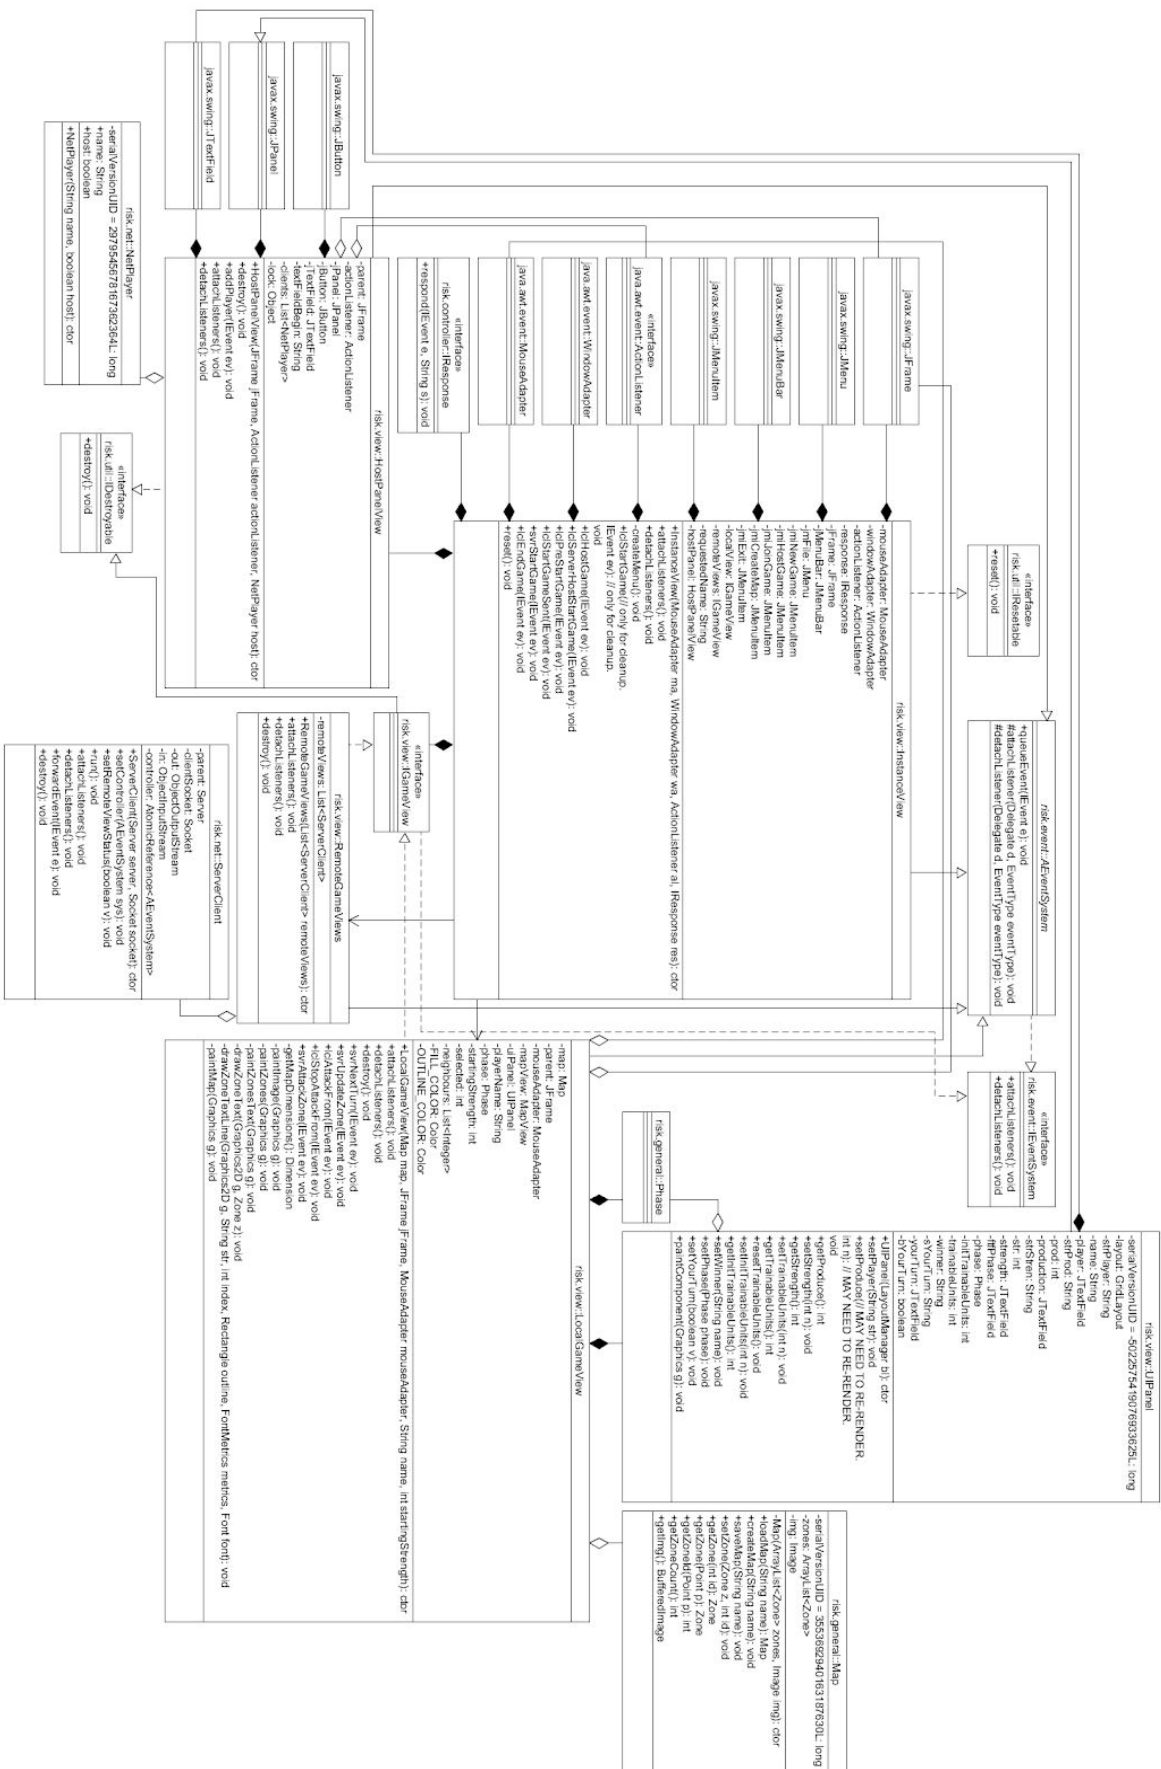 «interface»
risk.util::IResetable
+reset(): void
risk.event::AEventSystem
+queueEvent(IEvent e): void
#attachListener(Delegate d, EventType eventType): void
#detachListener(Delegate d, EventType eventType): void
«interface»
risk.event::IEventSystem
+attachListeners(): void
+detachListeners(): void
risk.view::UIPanel
-serialVersionUID = -5022575419076933625L: long
-layout: GridLayout
-strPlayer: String
-name: String
-player: JTextField
-strProd: String
-prod: int
-production: JTextField
-strStren: String
-str: int
-strength: JTextField
-tfPhase: JTextField
-phase: Phase
-initTrainableUnits: int
-trainableUnits: int
-winner: String
-sYourTurn: String
-yourTurn: JTextField
-bYourTurn: boolean
+UIPanel(LayoutManager bl): ctor
+setPlayer(String str): void
+setProduce(// MAY NEED TO RE-RENDER.
int n): // MAY NEED TO RE-RENDER.
void
+getProduce(): int
+setStrength(int n): void
+getStrength(): int
+setTrainableUnits(int n): void
+getTrainableUnits(): int
+resetTrainableUnits(): void
+setInitTrainableUnits(int n): void
+getInitTrainableUnits(): int
+setWinner(String name): void
+setPhase(Phase phase): void
+setYourTurn(boolean v): void
+paintComponent(Graphics g): void
javax.swing::JFrame
javax.swing::JMenu
javax.swing::JMenuBar
javax.swing::JMenuItem
«interface»
java.awt.event::ActionListener
java.awt.event::WindowAdapter
java.awt.event::MouseAdapter
«interface»
risk.controller::IResponse
+respond(IEvent e, String s): void
risk.view::InstanceView
-mouseAdapter: MouseAdapter
-windowAdapter: WindowAdapter
-actionListener: ActionListener
-response: IResponse
-jFrame: JFrame
-jMenuBar: JMenuBar
-jmFile: JMenu
-jmiNewGame: JMenuItem
-jmiHostGame: JMenuItem
-jmiJoinGame: JMenuItem
-jmiCreateMap: JMenuItem
-jmiExit: JMenuItem
-localView: IGameView
-remoteViews: IGameView
-requestedName: String
-hostPanel: HostPanelView
+InstanceView(MouseAdapter ma, WindowAdapter wa, ActionListener al, IResponse res): ctor
+attachListeners(): void
+detachListeners(): void
-createMenu(): void
+lclStartGame(// only for cleanup.
IEvent ev): // only for cleanup.
void
+lclHostGame(IEvent ev): void
+lclServerHostStartGame(IEvent ev): void
+lclPreStartGame(IEvent ev): void
+lclStartGameSent(IEvent ev): void
+svrStartGame(IEvent ev): void
+lclEndGame(IEvent ev): void
+reset(): void
risk.general::Phase
risk.general::Map
-serialVersionUID = 3553692940163187630L: long
-zones: ArrayList<Zone>
-img: Image
-Map(ArrayList<Zone> zones, Image img): ctor
+loadMap(String name): Map
+createMap(String name): void
+saveMap(String name): void
+setZone(Zone z, int id): void
+getZone(int id): Zone
+getZone(Point p): Zone
+getZoneId(Point p): int
+getZoneCount(): int
+getImg(): BufferedImage
javax.swing::JButton
javax.swing::JPanel
javax.swing::JTextField
risk.view::HostPanelView
-parent: JFrame
-actionListener: ActionListener
-jPanel: JPanel
-jButton: JButton
-jTextField: JTextField
-textFieldBegin: String
-clients: List<NetPlayer>
-lock: Object
+HostPanelView(JFrame jFrame, ActionListener actionListener, NetPlayer host): ctor
+destroy(): void
+addPlayer(IEvent ev): void
+attachListeners(): void
+detachListeners(): void
«interface»
risk.view::IGameView
risk.view::RemoteGameViews
-remoteViews: List<ServerClient>
+RemoteGameViews(List<ServerClient> remoteViews): ctor
+attachListeners(): void
+detachListeners(): void
+destroy(): void
risk.view::LocalGameView
-map: Map
-parent: JFrame
-mouseAdapter: MouseAdapter
-mapView: MapView
-uiPanel: UIPanel
-playerName: String
-phase: Phase
-startingStrength: int
-selected: int
-neighbours: List<Integer>
-FILL_COLOR: Color
-OUTLINE_COLOR: Color
+LocalGameView(Map map, JFrame jFrame, MouseAdapter mouseAdapter, String name, int startingStrength): ctor
+attachListeners(): void
+detachListeners(): void
+destroy(): void
+svrNextTurn(IEvent ev): void
+svrUpdateZone(IEvent ev): void
+lclAttackFrom(IEvent ev): void
+lclStopAttackFrom(IEvent ev): void
+svrAttackZone(IEvent ev): void
-getMapDimensions(): Dimension
-paintImage(Graphics g): void
-paintZones(Graphics g): void
-paintZonesText(Graphics g): void
-drawZoneText(Graphics2D g, Zone z): void
-drawZoneTextLine(Graphics2D g, String str, int index, Rectangle outline, FontMetrics metrics, Font font): void
-paintMap(Graphics g): void
risk.net::NetPlayer
-serialVersionUID = 2979545678167362364L: long
+name: String
+host: boolean
+NetPlayer(String name, boolean host): ctor
«interface»
risk.util::IDestroyable
+destroy(): void
risk.net::ServerClient
-parent: Server
-clientSocket: Socket
-out: ObjectOutputStream
-in: ObjectInputStream
-controller: AtomicReference<AEventSystem>
+ServerClient(Server server, Socket socket): ctor
+setController(AEventSystem sys): void
+setRemoteViewStatus(boolean v): void
+run(): void
+attachListeners(): void
+detachListeners(): void
+forwardEvent(IEvent e): void
+destroy(): void